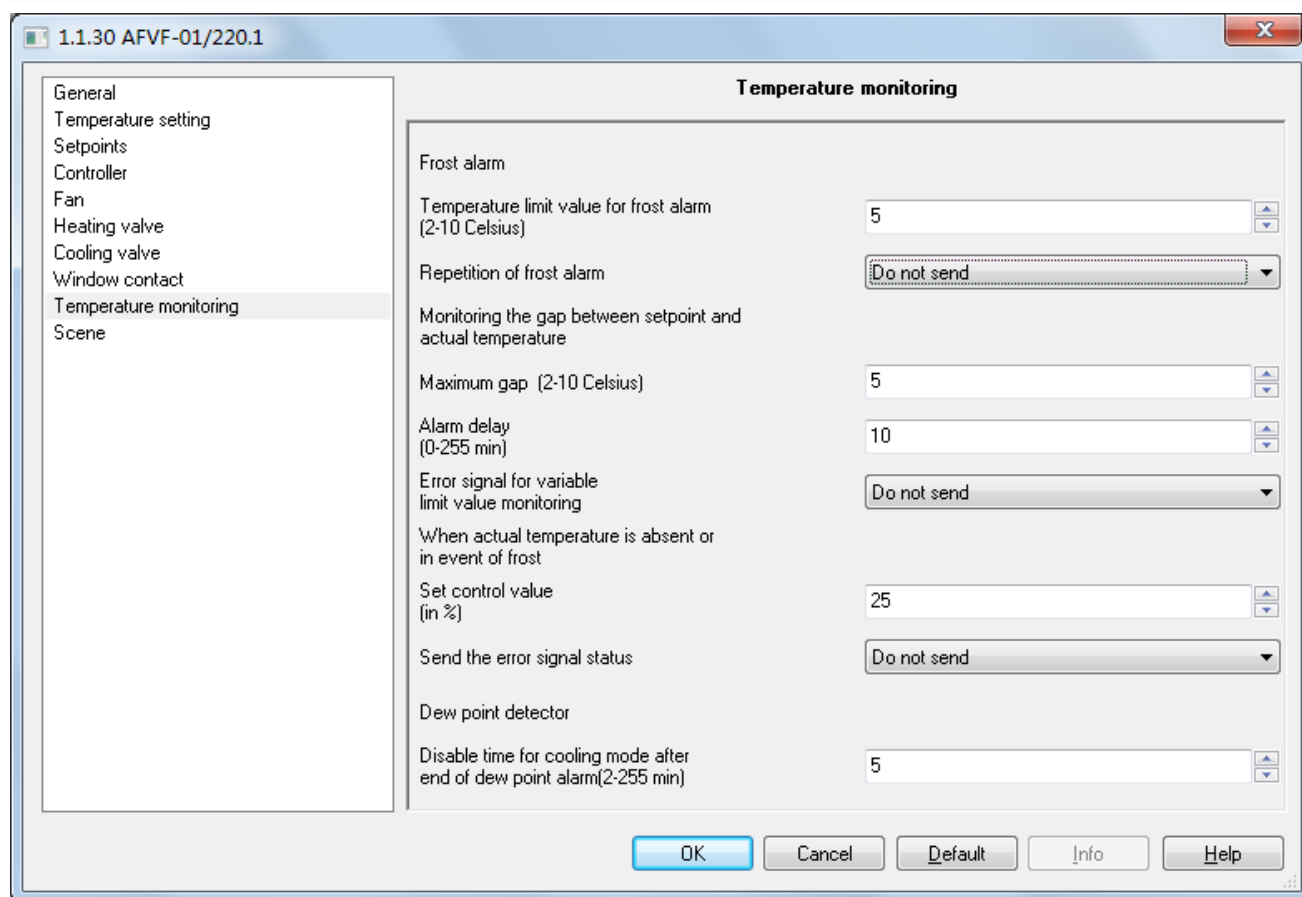 1.1.30 AFVF-01/220.1
General
Temperature setting
Setpoints
Controller
Fan
Heating valve
Cooling valve
Window contact
Temperature monitoring
Scene
Temperature monitoring
Frost alarm
Temperature limit value for frost alarm
(2-10 Celsius)
5
Repetition of frost alarm
Do not send
Monitoring the gap between setpoint and
actual temperature
Maximum gap (2-10 Celsius)
5
Alarm delay
(0-255 min)
10
Error signal for variable
limit value monitoring
Do not send
When actual temperature is absent or
in event of frost
Set control value
(in %)
25
Send the error signal status
Do not send
Dew point detector
Disable time for cooling mode after
end of dew point alarm(2-255 min)
5
OK
Cancel
Default
Info
Help